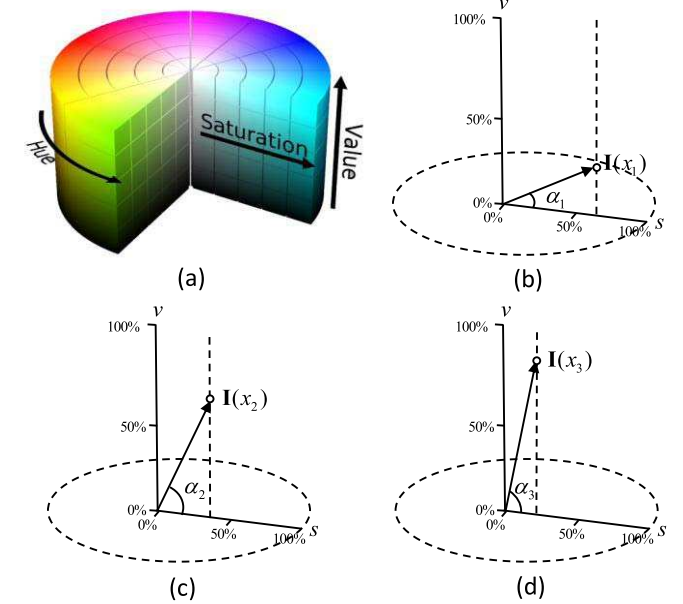 Hue
Saturation
Value
(a)
v
100%
50%
0%
0%
50%
100%
s
I(x₁)
α₁
(b)
v
100%
50%
0%
0%
50%
100%
s
I(x₂)
α₂
(c)
v
100%
50%
0%
0%
50%
100%
s
I(x₃)
α₃
(d)